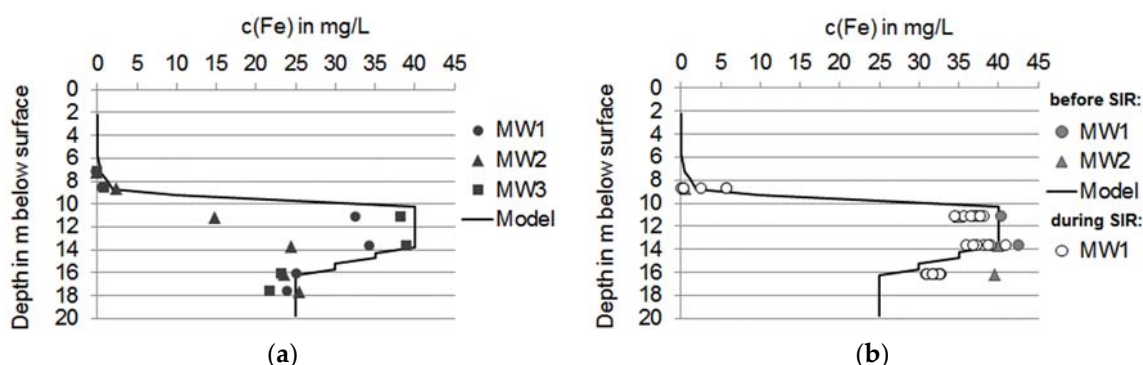 c(Fe) in mg/L
0 5 10 15 20 25 30 35 40 45
Depth in m below surface
0
2
4
6
8
10
12
14
16
18
20
MW1
MW2
MW3
Model
(a)
c(Fe) in mg/L
0 5 10 15 20 25 30 35 40 45
Depth in m below surface
0
2
4
6
8
10
12
14
16
18
20
before SIR:
MW1
MW2
Model
during SIR:
MW1
(b)